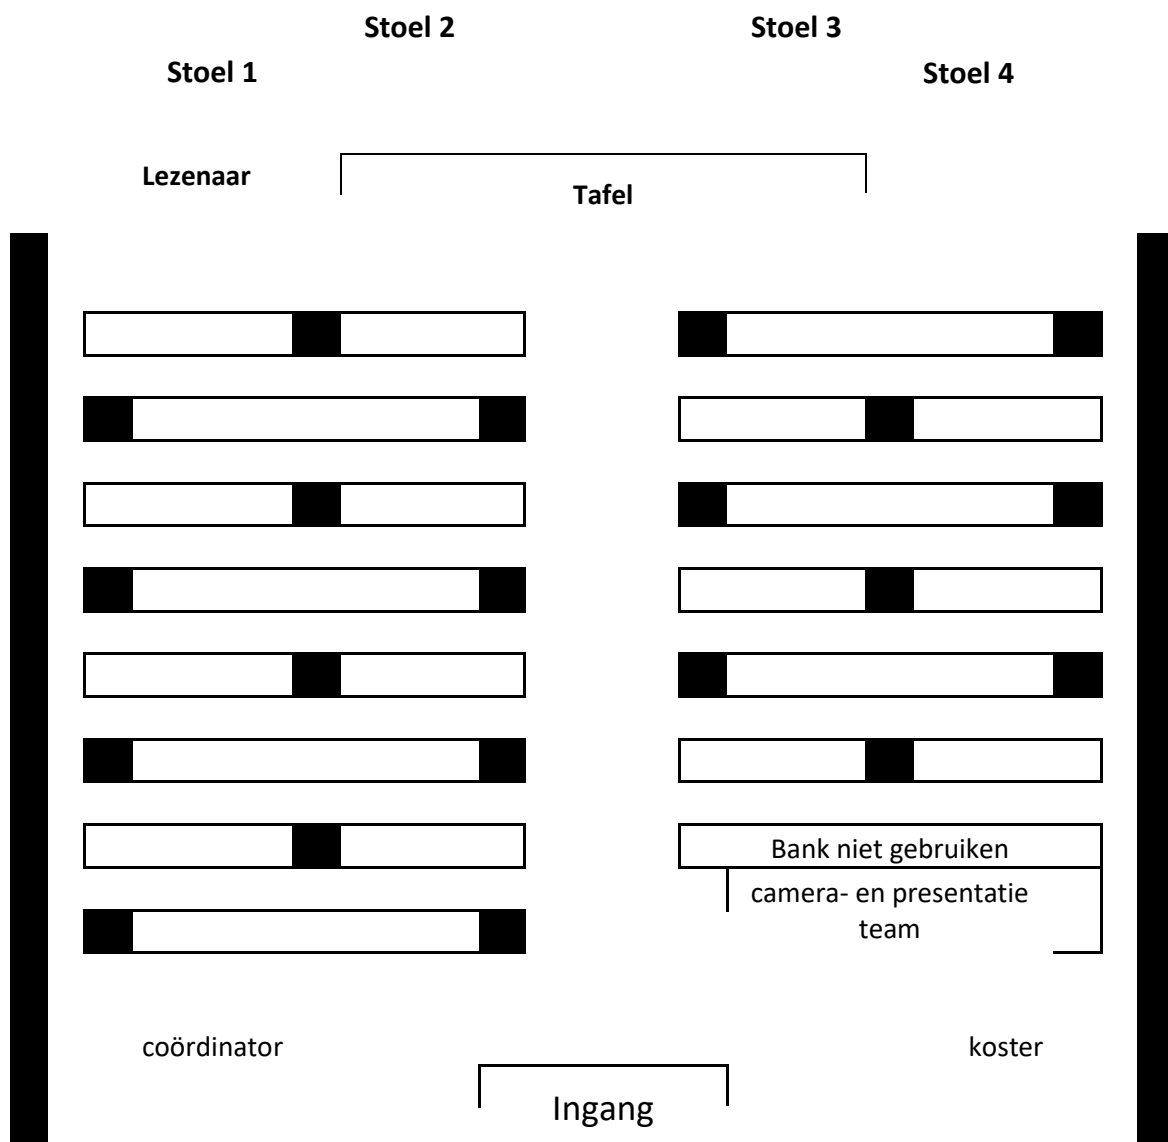 Stoel 2
Stoel 3
Stoel 1
Stoel 4
Lezenaar
Tafel
Bank niet gebruiken
camera- en presentatie
team
coördinator
koster
Ingang